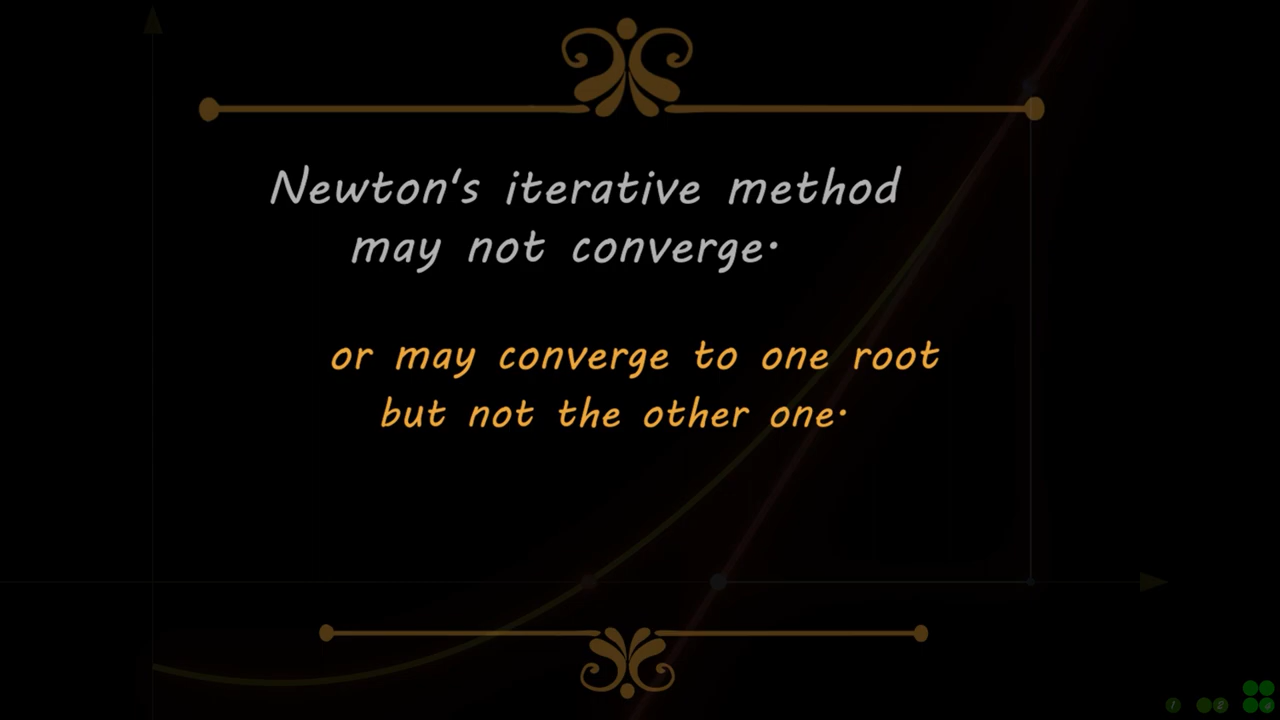 Newton's iterative method
may not converge.
or may converge to one root
but not the other one.